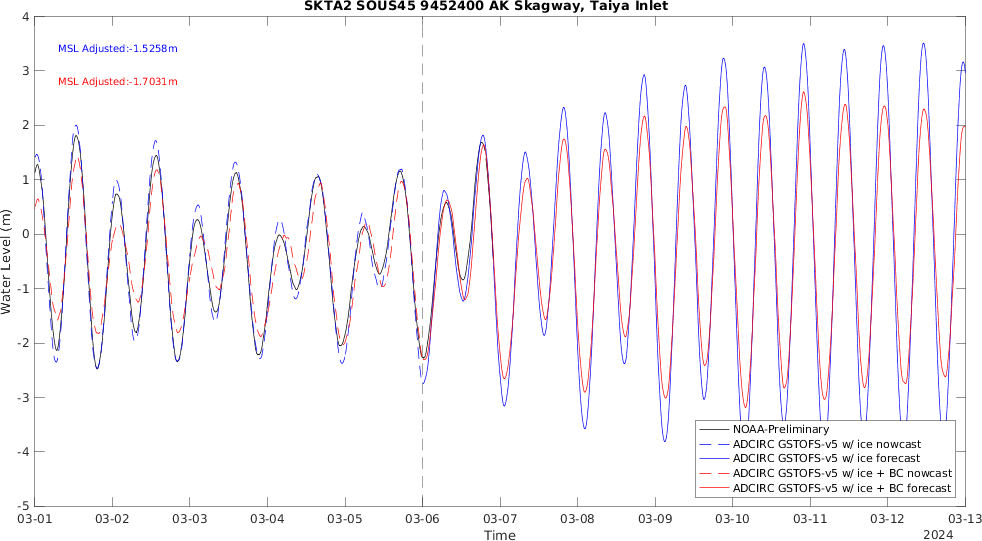 SKTA2 SOUS45 9452400 AK Skagway, Taiya Inlet
4
3
2
1
0
-1
-2
-3
-4
-5
Water Level (m)
MSL Adjusted:-1.5258m
MSL Adjusted:-1.7031m
NOAA-Preliminary
ADCIRC GSTOFS-v5 w/ ice nowcast
ADCIRC GSTOFS-v5 w/ ice forecast
ADCIRC GSTOFS-v5 w/ ice + BC nowcast
ADCIRC GSTOFS-v5 w/ ice + BC forecast
03-01 03-02 03-03 03-04 03-05 03-06 03-07 03-08 03-09 03-10 03-11 03-12 03-13
Time
2024